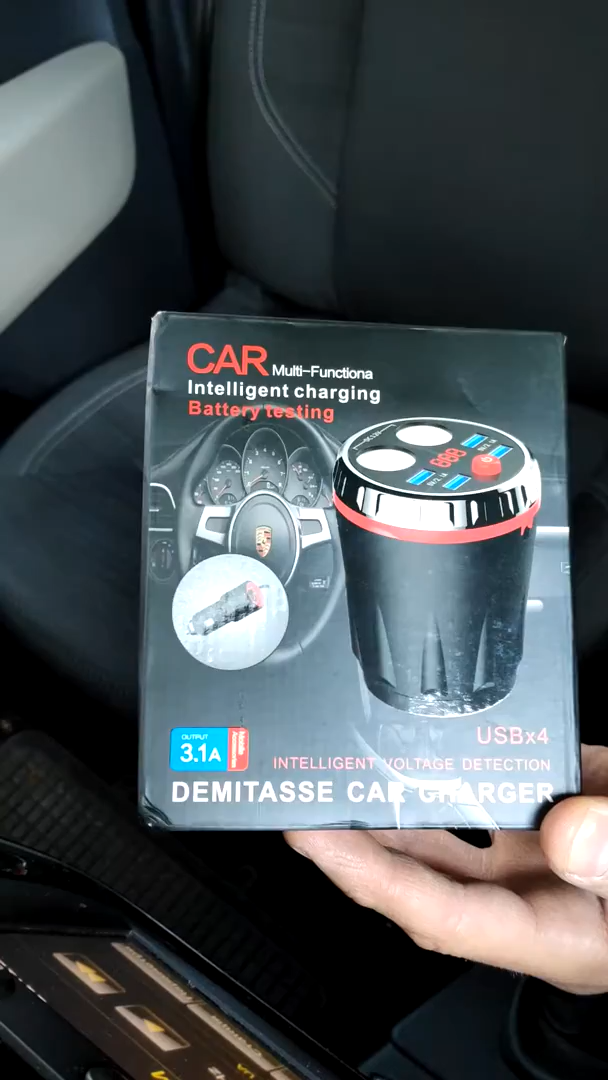 CAR Multi-Functiona
Intelligent charging
Battery testing
OUTPUT
3.1A
USBx4
INTELLIGENT VOLTAGE DETECTION
DEMITASSE CAR CHARGER